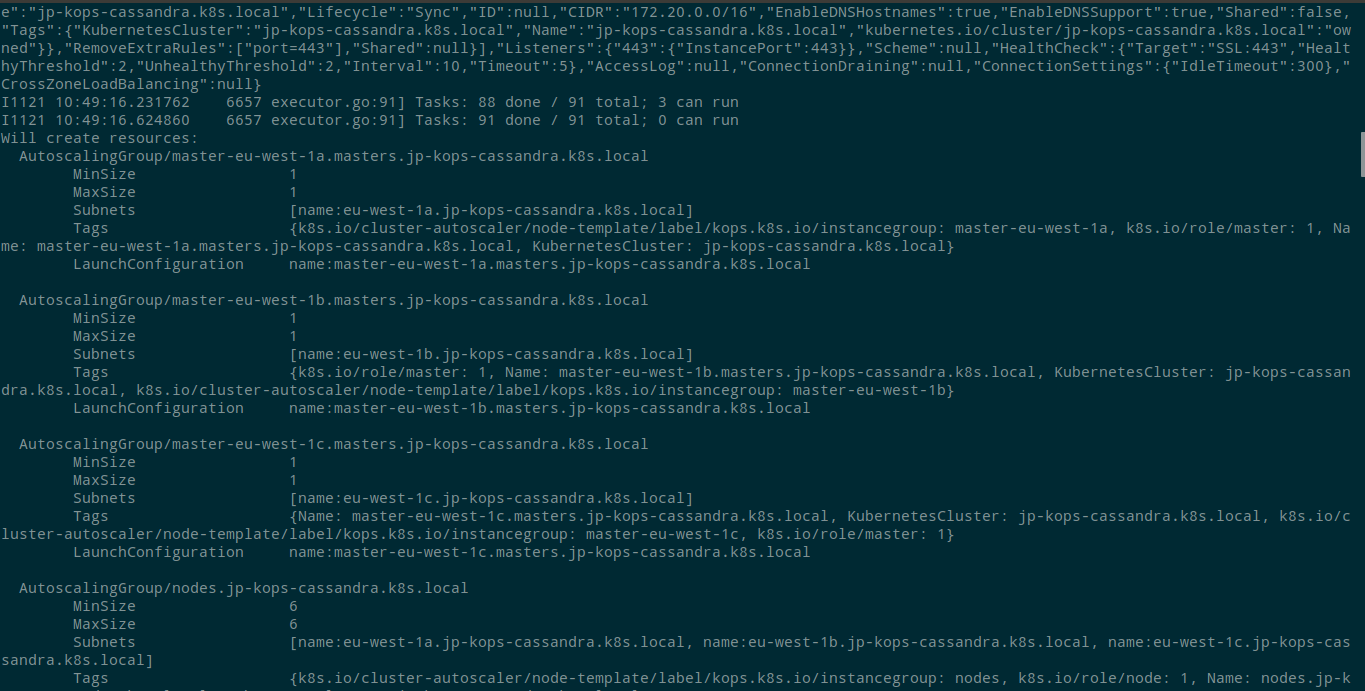 e":"jp-kops-cassandra.k8s.local","Lifecycle":"Sync","ID":null,"CIDR":"172.20.0.0/16","EnableDNSHostnames":true,"EnableDNSSupport":true,"Shared":false,
"Tags":{"KubernetesCluster":"jp-kops-cassandra.k8s.local","Name":"jp-kops-cassandra.k8s.local","kubernetes.io/cluster/jp-kops-cassandra.k8s.local":"ow
ned"}},"RemoveExtraRules":["port=443"],"Shared":null}],"Listeners":{"443":{"InstancePort":443}},"Scheme":null,"HealthCheck":{"Target":"SSL:443","Healt
hyThreshold":2,"UnhealthyThreshold":2,"Interval":10,"Timeout":5},"AccessLog":null,"ConnectionDraining":null,"ConnectionSettings":{"IdleTimeout":300},"
CrossZoneLoadBalancing":null}
I1121 10:49:16.231762    6657 executor.go:91] Tasks: 88 done / 91 total; 3 can run
I1121 10:49:16.624860    6657 executor.go:91] Tasks: 91 done / 91 total; 0 can run
Will create resources:
  AutoscalingGroup/master-eu-west-1a.masters.jp-kops-cassandra.k8s.local
        MinSize                 1
        MaxSize                 1
        Subnets                 [name:eu-west-1a.jp-kops-cassandra.k8s.local]
        Tags                    {k8s.io/cluster-autoscaler/node-template/label/kops.k8s.io/instancegroup: master-eu-west-1a, k8s.io/role/master: 1, Na
me: master-eu-west-1a.masters.jp-kops-cassandra.k8s.local, KubernetesCluster: jp-kops-cassandra.k8s.local}
        LaunchConfiguration     name:master-eu-west-1a.masters.jp-kops-cassandra.k8s.local

  AutoscalingGroup/master-eu-west-1b.masters.jp-kops-cassandra.k8s.local
        MinSize                 1
        MaxSize                 1
        Subnets                 [name:eu-west-1b.jp-kops-cassandra.k8s.local]
        Tags                    {k8s.io/role/master: 1, Name: master-eu-west-1b.masters.jp-kops-cassandra.k8s.local, KubernetesCluster: jp-kops-cassan
dra.k8s.local, k8s.io/cluster-autoscaler/node-template/label/kops.k8s.io/instancegroup: master-eu-west-1b}
        LaunchConfiguration     name:master-eu-west-1b.masters.jp-kops-cassandra.k8s.local

  AutoscalingGroup/master-eu-west-1c.masters.jp-kops-cassandra.k8s.local
        MinSize                 1
        MaxSize                 1
        Subnets                 [name:eu-west-1c.jp-kops-cassandra.k8s.local]
        Tags                    {Name: master-eu-west-1c.masters.jp-kops-cassandra.k8s.local, KubernetesCluster: jp-kops-cassandra.k8s.local, k8s.io/c
luster-autoscaler/node-template/label/kops.k8s.io/instancegroup: master-eu-west-1c, k8s.io/role/master: 1}
        LaunchConfiguration     name:master-eu-west-1c.masters.jp-kops-cassandra.k8s.local

  AutoscalingGroup/nodes.jp-kops-cassandra.k8s.local
        MinSize                 6
        MaxSize                 6
        Subnets                 [name:eu-west-1a.jp-kops-cassandra.k8s.local, name:eu-west-1b.jp-kops-cassandra.k8s.local, name:eu-west-1c.jp-kops-cas
sandra.k8s.local]
        Tags                    {k8s.io/cluster-autoscaler/node-template/label/kops.k8s.io/instancegroup: nodes, k8s.io/role/node: 1, Name: nodes.jp-k